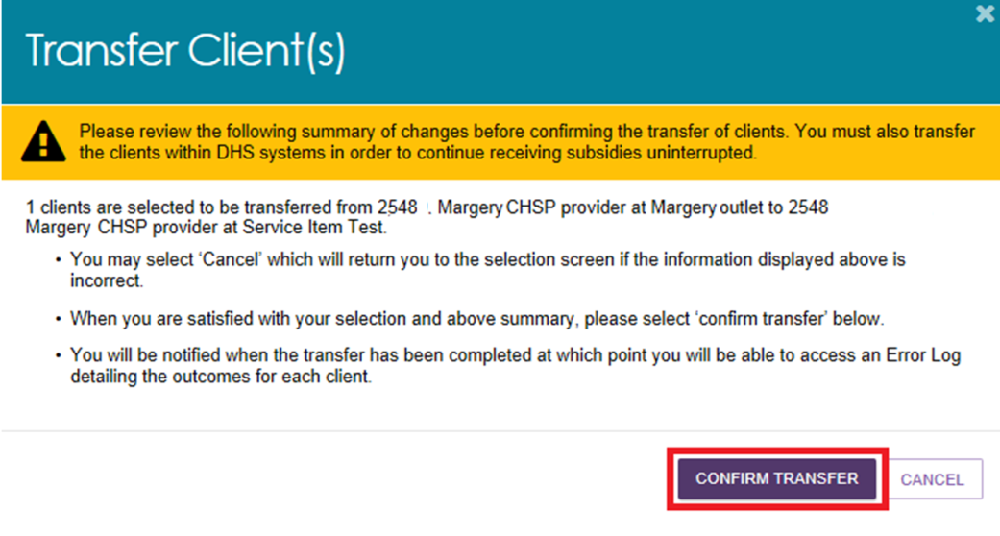 Transfer Client(s)
Please review the following summary of changes before confirming the transfer of clients. You must also transfer
the clients within DHS systems in order to continue receiving subsidies uninterrupted.
1 clients are selected to be transferred from 2548 . Margery CHSP provider at Margery outlet to 2548
Margery CHSP provider at Service Item Test.
• You may select 'Cancel' which will return you to the selection screen if the information displayed above is
incorrect.
• When you are satisfied with your selection and above summary, please select 'confirm transfer' below.
• You will be notified when the transfer has been completed at which point you will be able to access an Error Log
detailing the outcomes for each client.
CONFIRM TRANSFER CANCEL